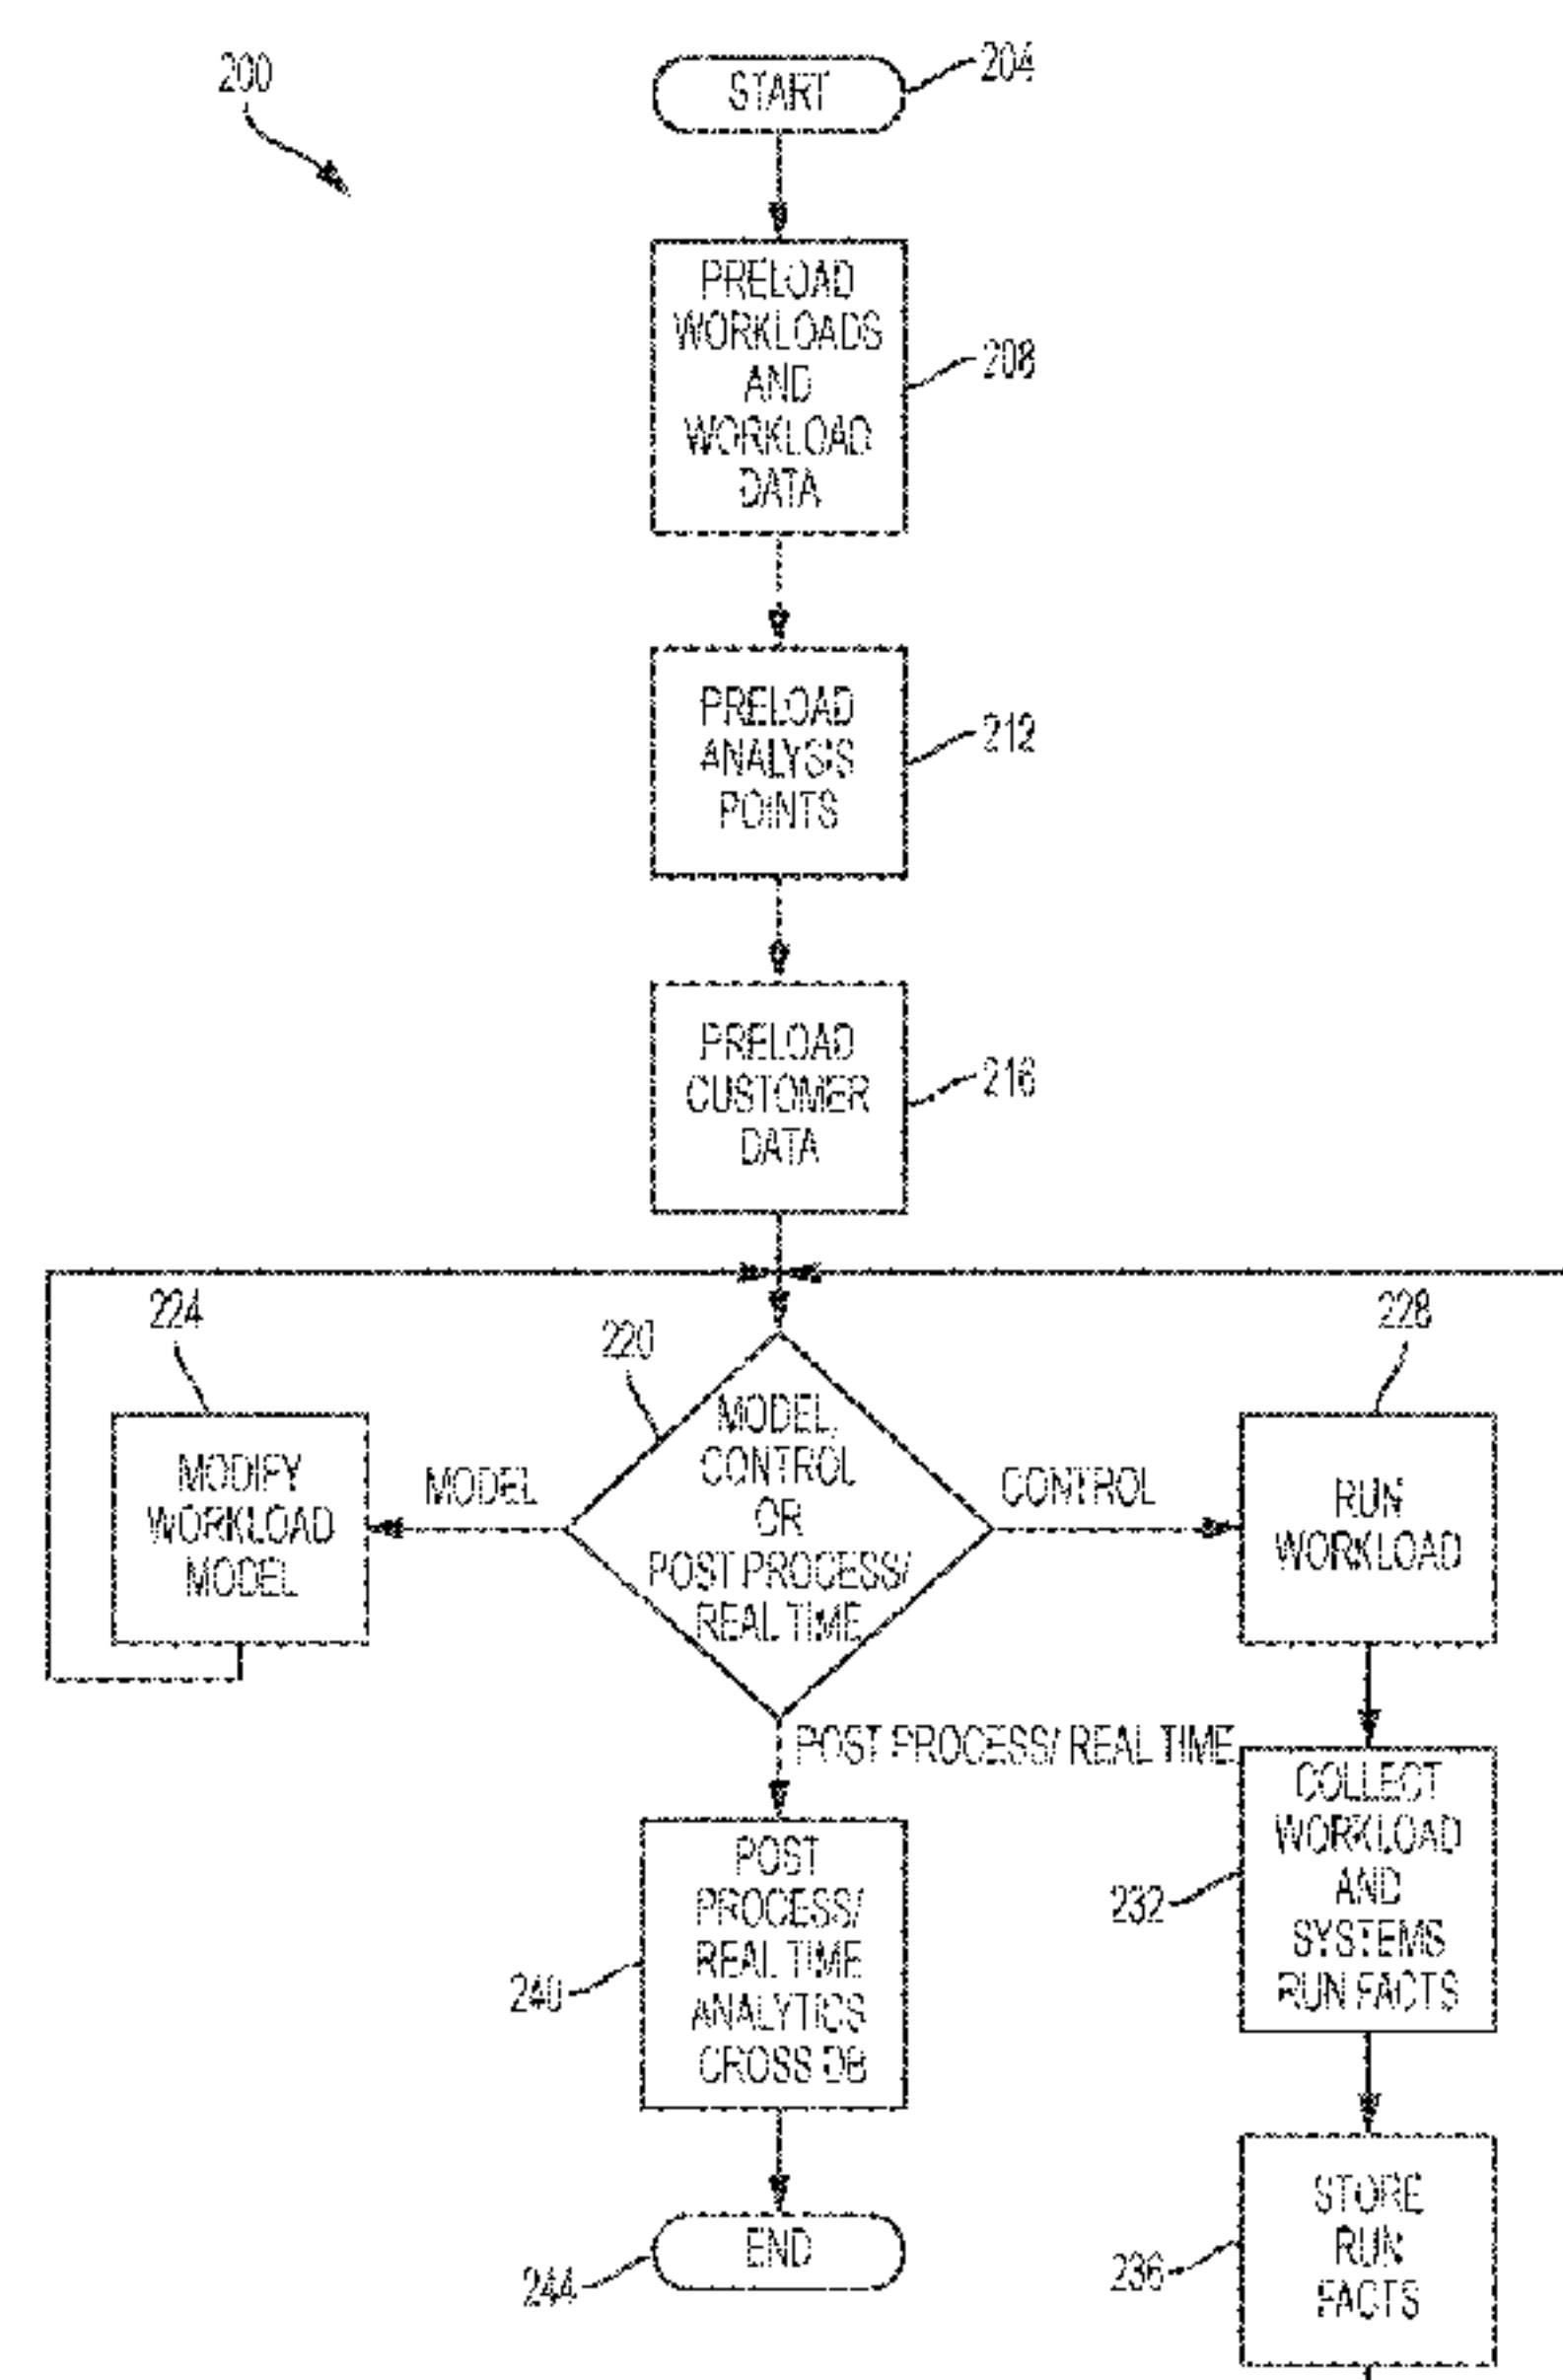 200
START
204
PRELOAD
WORKLOADS
AND
WORKLOAD
DATA
208
PRELOAD
ANALYSIS
POINTS
212
PRELOAD
CUSTOMER
DATA
216
224
220
228
MODIFY
WORKLOAD
MODEL
MODEL
MODEL,
CONTROL
OR
POST PROCESS/
REAL TIME
CONTROL
RUN
WORKLOAD
POST PROCESS/ REAL TIME
COLLECT
WORKLOAD
AND
SYSTEMS
RUN FACTS
232
POST
PROCESS/
REAL TIME
ANALYTICS
CROSS DB
240
END
244
STORE
RUN
FACTS
236